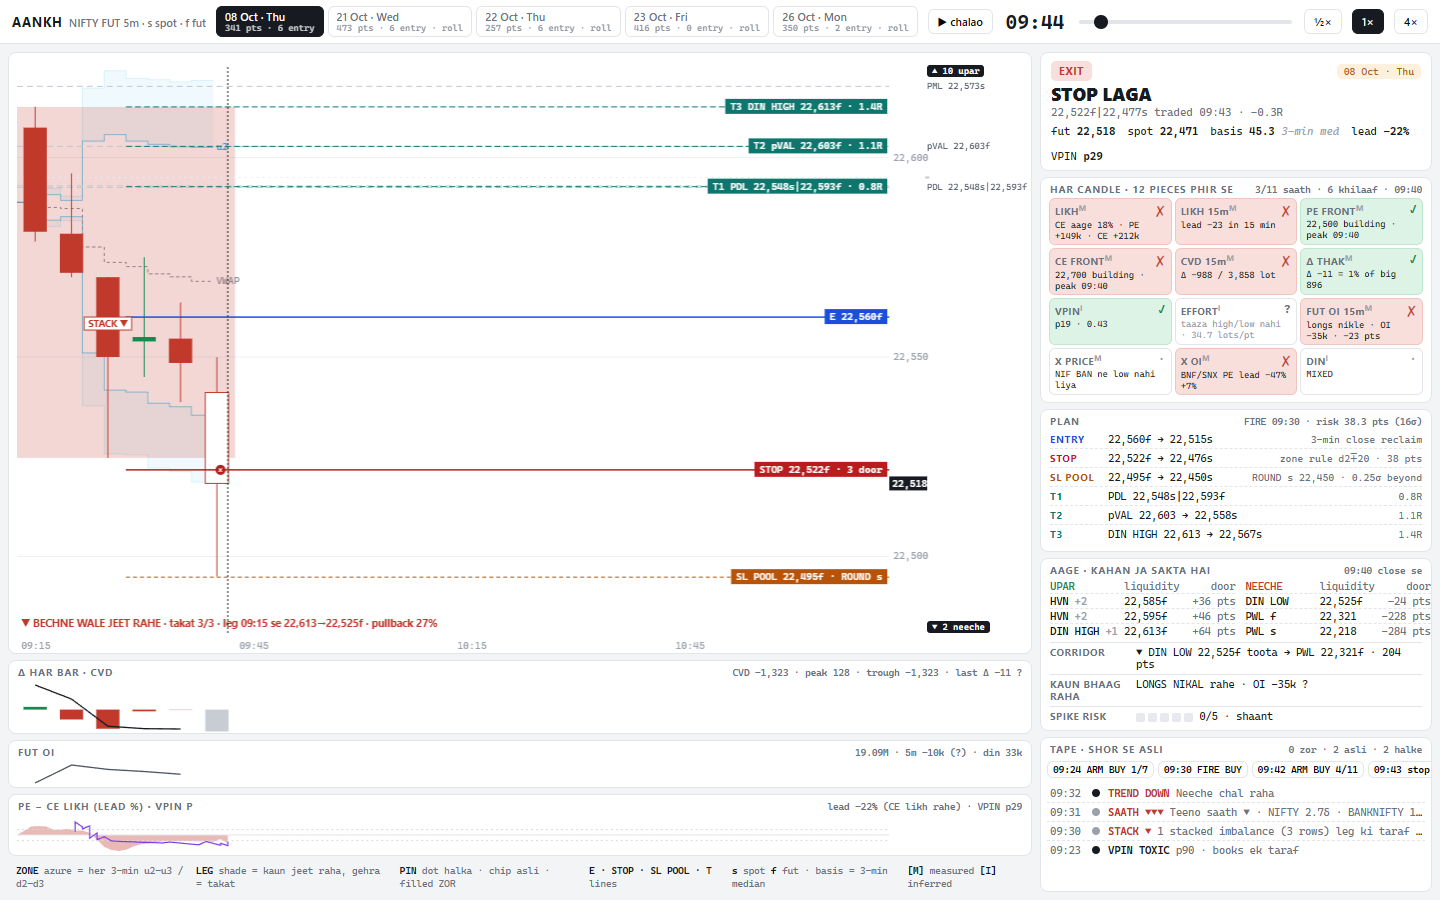 AANKH NIFTY FUT 5m · s spot · f fut
08 Oct · Thu
341 pts · 6 entry · roll
21 Oct · Wed
473 pts · 6 entry · roll
22 Oct · Thu
257 pts · 6 entry · roll
23 Oct · Fri
416 pts · 0 entry · roll
26 Oct · Mon
350 pts · 2 entry · roll
▶ chalao
09:44
½×
1×
4×
▲ 10 upar
PML 22,573s
T3 DIN HIGH 22,613f · 1.4R
T2 pVAL 22,603f · 1.1R
pVAL 22,603f
22,600
T1 PDL 22,548s|22,593f · 0.8R
PDL 22,548s|22,593f
VWAP
STACK ▼
E 22,560f
22,550
STOP 22,522f · 3 door
22,518
22,500
SL POOL 22,495f · ROUND s
▼ BECHNE WALE JEET RAHE · takat 3/3 · leg 09:15 se 22,613→22,525f · pullback 27%
▼ 2 neeche
09:15
09:45
10:15
10:45
Δ HAR BAR · CVD
CVD −1,323 · peak 128 · trough −1,323 · last Δ −11 ?
FUT OI
19.09M · 5m −10k (?) · din 33k
PE − CE LIKH (LEAD %) · VPIN P
lead −22% (CE likh rahe) · VPIN p29
ZONE azure = her 3-min u2–u3 / d2–d3
LEG shade = kaun jeet raha, gehra = takat
PIN dot halka · chip asli · filled ZOR
E · STOP · SL POOL · T lines
s spot f fut · basis = 3-min median
[M] measured [I] inferred
EXIT
08 Oct · Thu
STOP LAGA
22,522f|22,477s traded 09:43 · −0.3R
fut 22,518 spot 22,471 basis 45.3 3-min med lead −22%
VPIN p29
HAR CANDLE · 12 PIECES PHIR SE
3/11 saath · 6 khilaaf · 09:40
LIKH M ✗
CE aage 18% · PE +149k · CE +212k
LIKH 15m M ✗
lead −23 in 15 min
PE FRONT M ✓
22,500 building · peak 09:40
CE FRONT M ✗
22,700 building · peak 09:40
CVD 15m M ✗
Δ −988 / 3,858 lot
Δ THAK M ✓
Δ −11 = 1% of big 896
VPIN I ✓
p19 · 0.43
EFFORT I ?
taaza high/low nahi · 34.7 lots/pt
FUT OI 15m M ✗
longs nikle · OI −35k · −23 pts
X PRICE M ·
NIF BAN ne low nahi liya
X OI M ✗
BNF/SNX PE lead −47% +7%
DIN I ·
MIXED
PLAN
FIRE 09:30 · risk 38.3 pts (16σ)
ENTRY 22,560f → 22,515s 3-min close reclaim
STOP 22,522f → 22,476s zone rule d2∓20 · 38 pts
SL POOL 22,495f → 22,450s ROUND s 22,450 · 0.25σ beyond
T1 PDL 22,548s|22,593f 0.8R
T2 pVAL 22,603 → 22,558s 1.1R
T3 DIN HIGH 22,613 → 22,567s 1.4R
AAGE · KAHAN JA SAKTA HAI
09:40 close se
UPAR liquidity door NEECHE liquidity door
HVN +2 22,585f +36 pts DIN LOW 22,525f −24 pts
HVN +2 22,595f +46 pts PWL f 22,321 −228 pts
DIN HIGH +1 22,613f +64 pts PWL s 22,218 −284 pts
CORRIDOR ▼ DIN LOW 22,525f toota → PWL 22,321f · 204 pts
KAUN BHAAG RAHA LONGS NIKAL rahe · OI −35k ?
SPIKE RISK 0/5 · shaant
TAPE · SHOR SE ASLI
0 zor · 2 asli · 2 halke
09:24 ARM BUY 1/7
09:30 FIRE BUY
09:42 ARM BUY 4/11
09:43 stop
09:32 ● TREND DOWN Neeche chal raha
09:31 ● SAATH ▼▼▼ Teeno saath ▼ · NIFTY 2.7δ · BANKNIFTY 1…
09:30 ● STACK ▼ 1 stacked imbalance (3 rows) leg ki taraf …
09:23 ● VPIN TOXIC p90 · books ek taraf